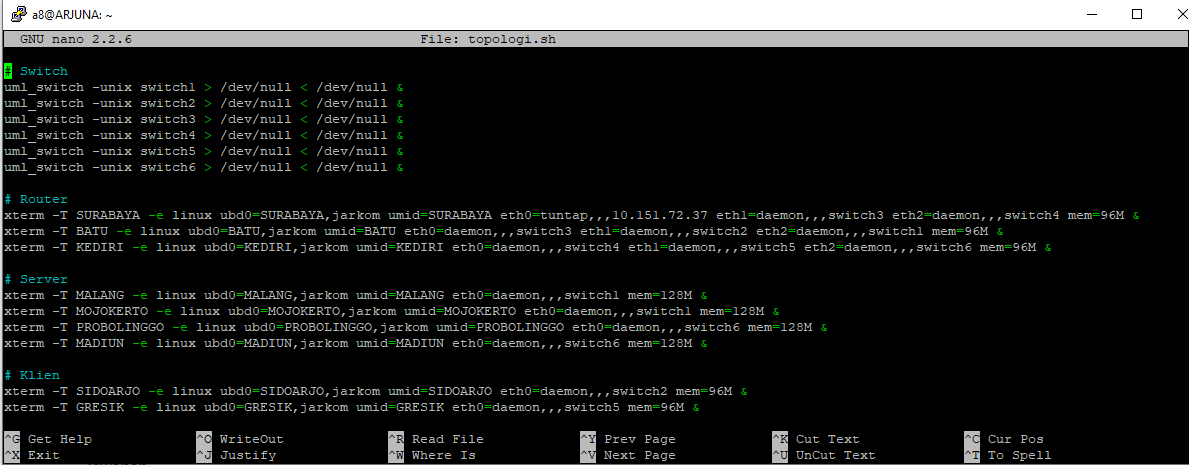 a8@ARJUNA: ~
GNU nano 2.2.6 File: topologi.sh
# Switch
uml_switch -unix switch1 > /dev/null < /dev/null &
uml_switch -unix switch2 > /dev/null < /dev/null &
uml_switch -unix switch3 > /dev/null < /dev/null &
uml_switch -unix switch4 > /dev/null < /dev/null &
uml_switch -unix switch5 > /dev/null < /dev/null &
uml_switch -unix switch6 > /dev/null < /dev/null &
# Router
xterm -T SURABAYA -e linux ubd0=SURABAYA,jarkom umid=SURABAYA eth0=tuntap,,,10.151.72.37 eth1=daemon,,,switch3 eth2=daemon,,,switch4 mem=96M &
xterm -T BATU -e linux ubd0=BATU,jarkom umid=BATU eth0=daemon,,,switch3 eth1=daemon,,,switch2 eth2=daemon,,,switch1 mem=96M &
xterm -T KEDIRI -e linux ubd0=KEDIRI,jarkom umid=KEDIRI eth0=daemon,,,switch4 eth1=daemon,,,switch5 eth2=daemon,,,switch6 mem=96M &
# Server
xterm -T MALANG -e linux ubd0=MALANG,jarkom umid=MALANG eth0=daemon,,,switch1 mem=128M &
xterm -T MOJOKERTO -e linux ubd0=MOJOKERTO,jarkom umid=MOJOKERTO eth0=daemon,,,switch1 mem=128M &
xterm -T PROBOLINGGO -e linux ubd0=PROBOLINGGO,jarkom umid=PROBOLINGGO eth0=daemon,,,switch6 mem=128M &
xterm -T MADIUN -e linux ubd0=MADIUN,jarkom umid=MADIUN eth0=daemon,,,switch6 mem=128M &
# Klien
xterm -T SIDOARJO -e linux ubd0=SIDOARJO,jarkom umid=SIDOARJO eth0=daemon,,,switch2 mem=96M &
xterm -T GRESIK -e linux ubd0=GRESIK,jarkom umid=GRESIK eth0=daemon,,,switch5 mem=96M &
^G Get Help ^O WriteOut ^R Read File ^Y Prev Page ^K Cut Text ^C Cur Pos
^X Exit ^J Justify ^W Where Is ^V Next Page ^U UnCut Text ^T To Spell